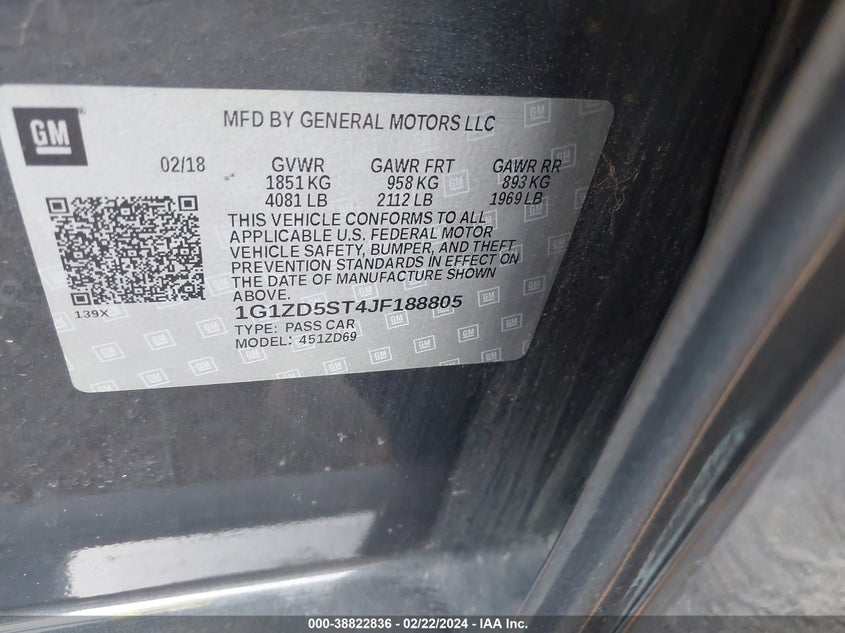 GM
MFD BY GENERAL MOTORS LLC
02/18 GVWR GAWR FRT GAWR RR
1851 KG 958 KG 893 KG
4081 LB 2112 LB 1969 LB
THIS VEHICLE CONFORMS TO ALL
APPLICABLE U.S. FEDERAL MOTOR
VEHICLE SAFETY, BUMPER, AND THEFT
PREVENTION STANDARDS IN EFFECT ON
THE DATE OF MANUFACTURE SHOWN
ABOVE.
139X
1G1ZD5ST4JF188805
TYPE: PASS CAR
MODEL: 451ZD69
000-38822836 - 02/22/2024 - IAA Inc.